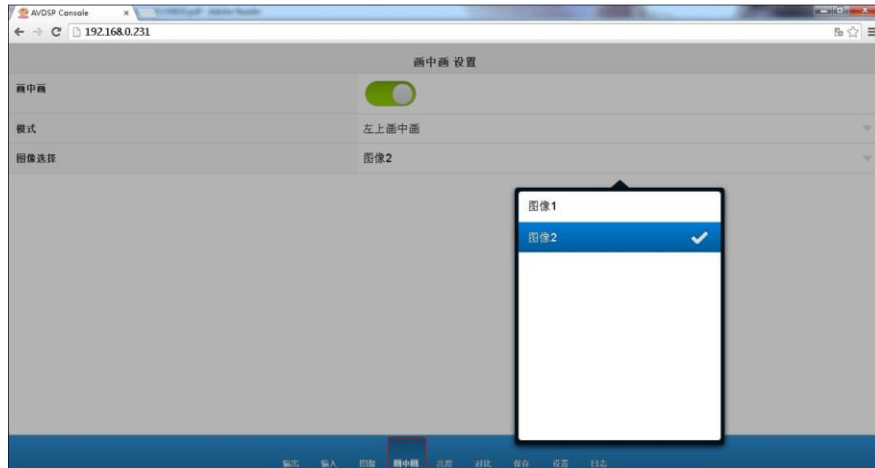 AVDSP Console
192.168.0.231
画中画 设置
画中画
模式
左上画中画
图像选择
图像2
图像1
图像2
输出 输入 图像 画中画 亮度 对比 保存 设置 日志